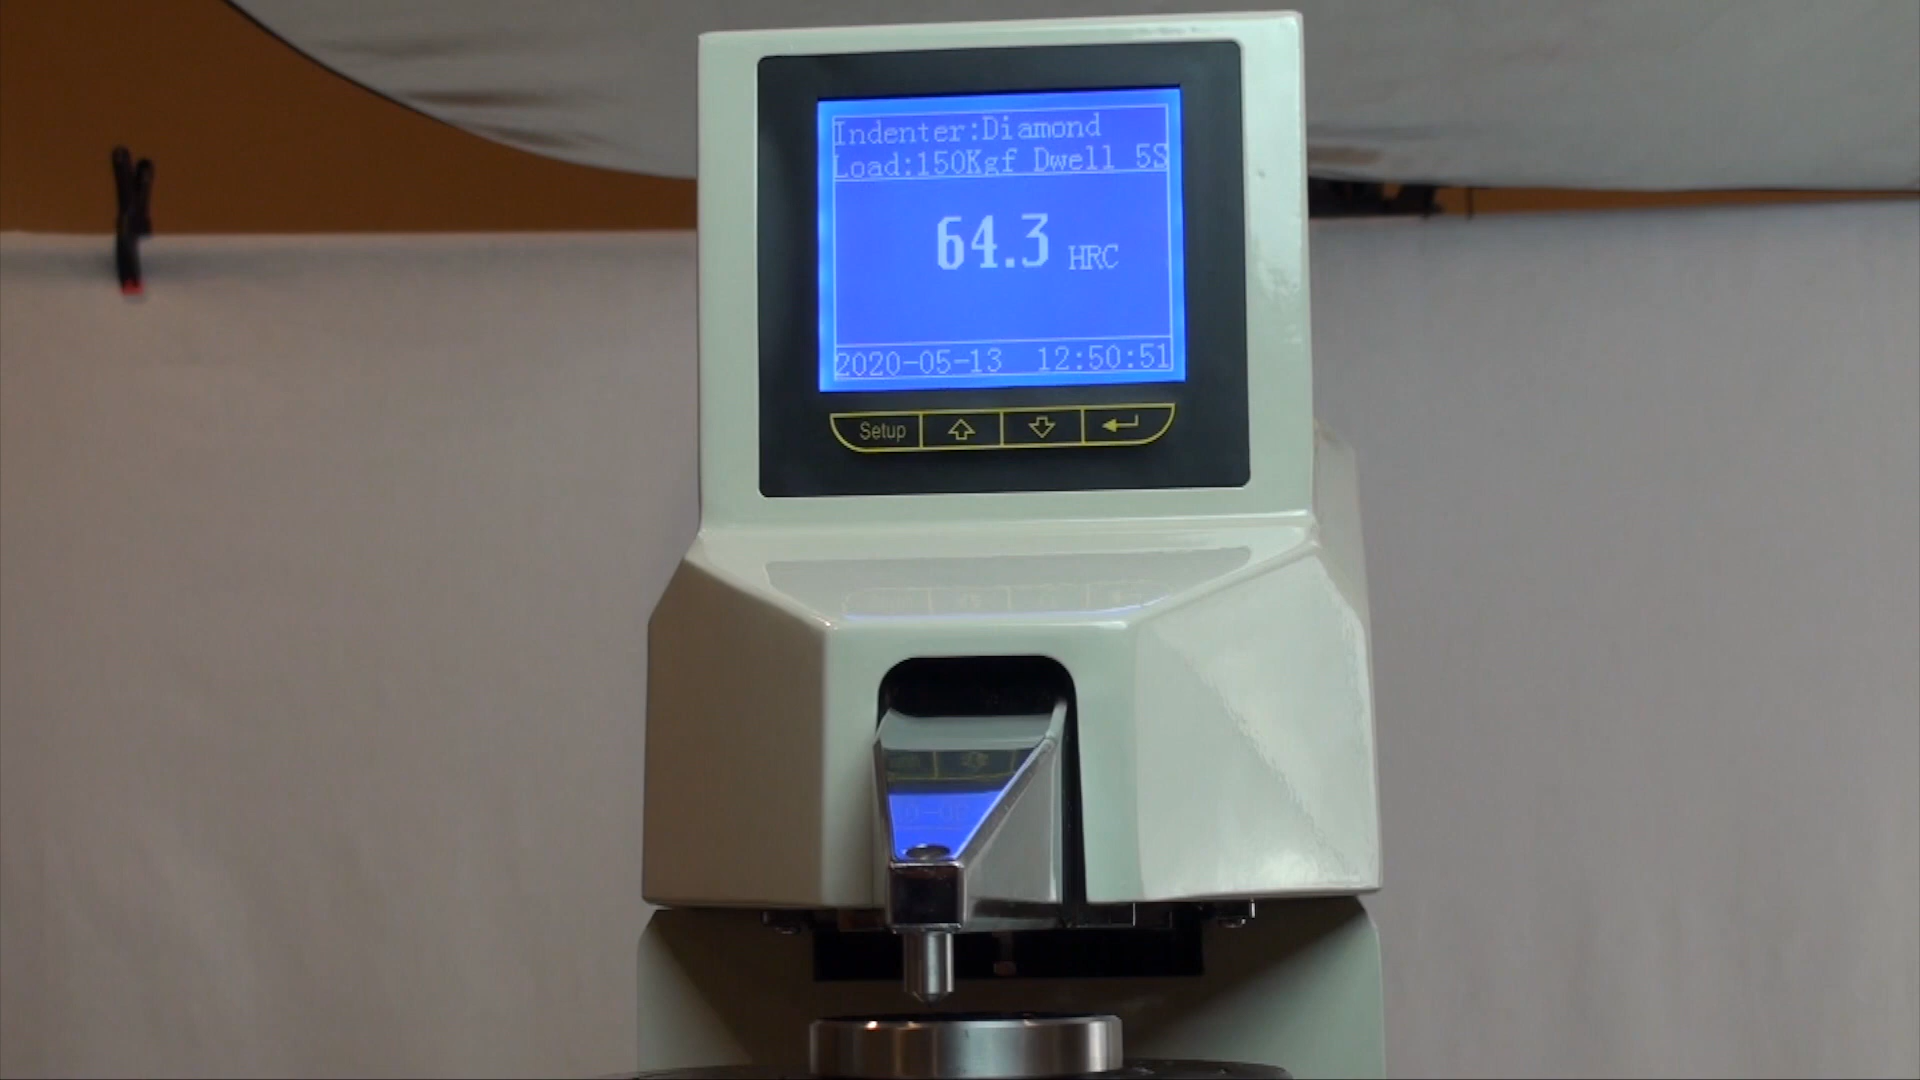 Indenter:Diamond
Load:150Kgf Dwell 5S
64.3 HRC
2020-05-13 12:50:51
Setup